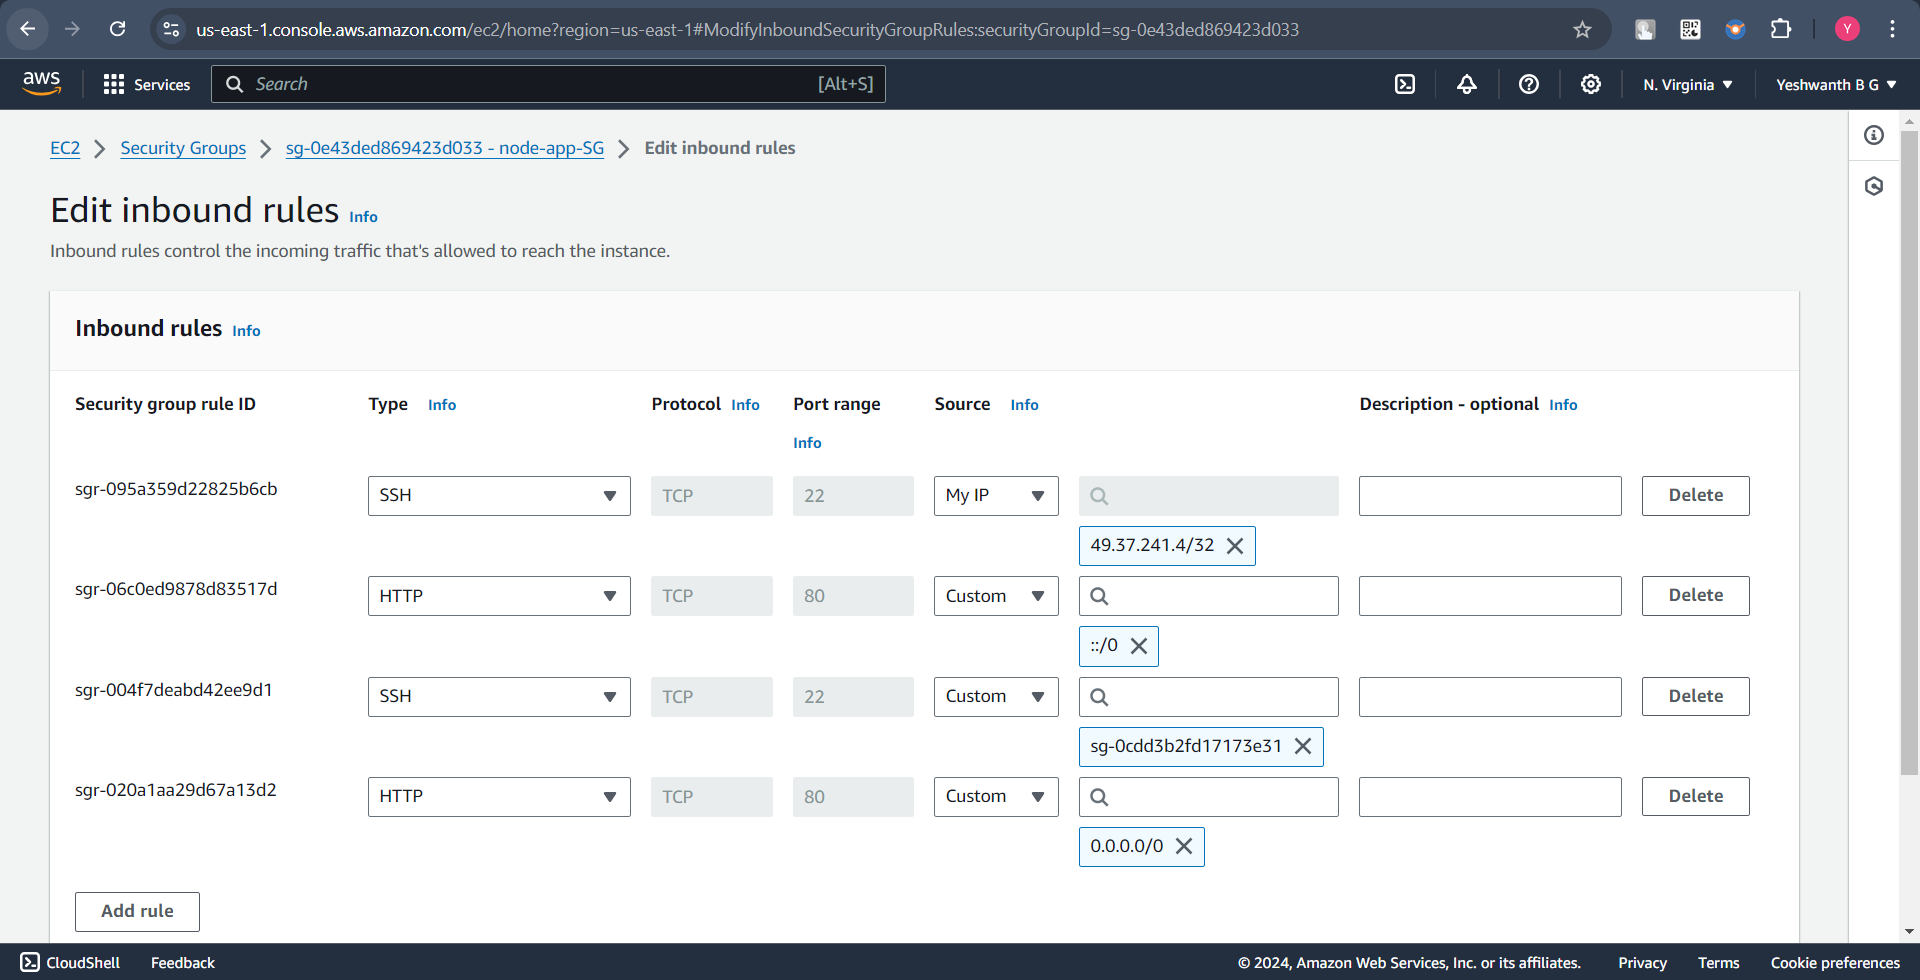 us-east-1.console.aws.amazon.com/ec2/home?region=us-east-1#ModifyInboundSecurityGroupRules:securityGroupId=sg-0e43ded869423d033
Y
aws Services Search [Alt+S] N. Virginia Yeshwanth B G
EC2 Security Groups sg-0e43ded869423d033 - node-app-SG Edit inbound rules
Edit inbound rules Info
Inbound rules control the incoming traffic that's allowed to reach the instance.
Inbound rules Info
Security group rule ID Type Info Protocol Info Port range Source Info Description - optional Info
Info
sgr-095a359d22825b6cb SSH TCP 22 My IP Delete
49.37.241.4/32
sgr-06c0ed9878d83517d HTTP TCP 80 Custom Delete
::/0
sgr-004f7deabd42ee9d1 SSH TCP 22 Custom Delete
sg-0cdd3b2fd17173e31
sgr-020a1aa29d67a13d2 HTTP TCP 80 Custom Delete
0.0.0.0/0
Add rule
CloudShell Feedback © 2024, Amazon Web Services, Inc. or its affiliates. Privacy Terms Cookie preferences